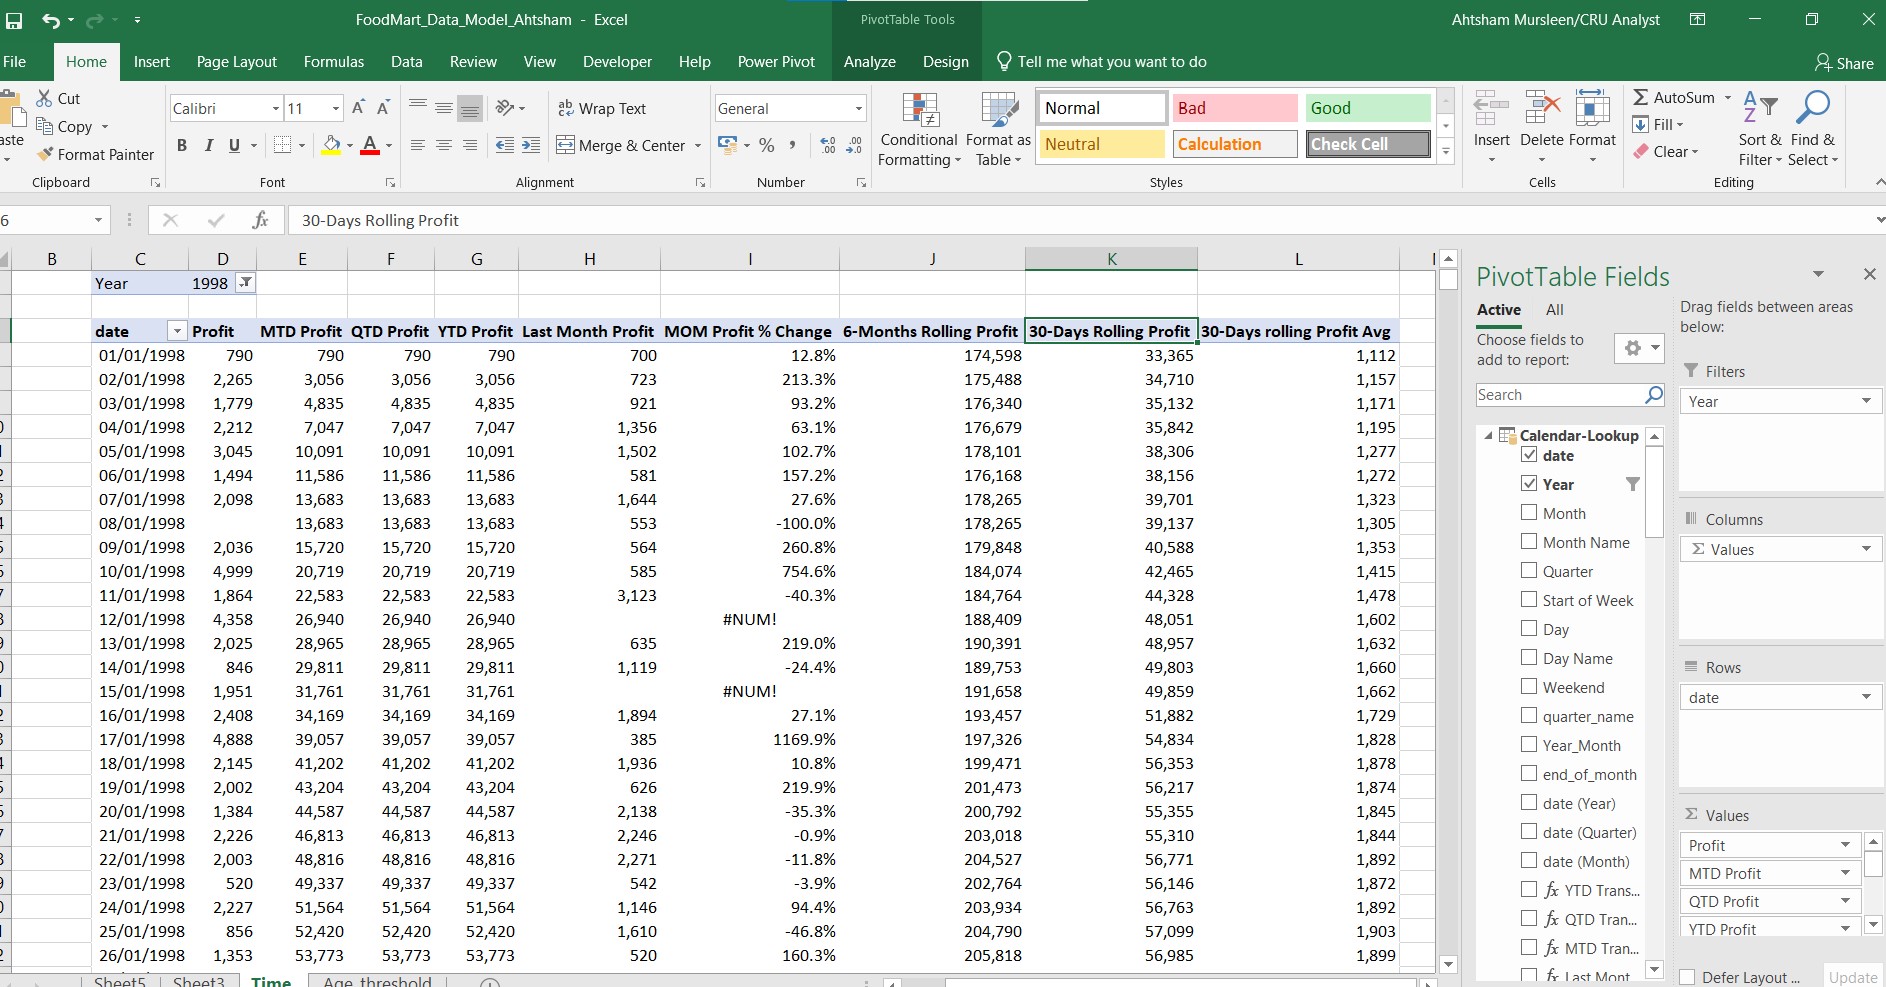 FoodMart_Data_Model_Ahtsham - Excel
PivotTable Tools
Ahtsham Mursleen/CRU Analyst
File Home Insert Page Layout Formulas Data Review View Developer Help Power Pivot Analyze Design Tell me what you want to do Share
Cut
Copy
Format Painter
Clipboard
Calibri 11
B I U
Font
Wrap Text
Merge & Center
Alignment
General
Number
Conditional Formatting
Format as Table
Normal Bad Good
Neutral Calculation Check Cell
Styles
Insert Delete Format
Cells
AutoSum
Fill
Clear
Sort & Filter
Find & Select
Editing
6 fx 30-Days Rolling Profit
B C D E F G H I J K L
Year 1998
date Profit MTD Profit QTD Profit YTD Profit Last Month Profit MOM Profit % Change 6-Months Rolling Profit 30-Days Rolling Profit 30-Days rolling Profit Avg
01/01/1998 790 790 790 790 700 12.8% 174,598 33,365 1,112
02/01/1998 2,265 3,056 3,056 3,056 723 213.3% 175,488 34,710 1,157
03/01/1998 1,779 4,835 4,835 4,835 921 93.2% 176,340 35,132 1,171
04/01/1998 2,212 7,047 7,047 7,047 1,356 63.1% 176,679 35,842 1,195
05/01/1998 3,045 10,091 10,091 10,091 1,502 102.7% 178,101 38,306 1,277
06/01/1998 1,494 11,586 11,586 11,586 581 157.2% 176,168 38,156 1,272
07/01/1998 2,098 13,683 13,683 13,683 1,644 27.6% 178,265 39,701 1,323
08/01/1998 13,683 13,683 13,683 553 -100.0% 178,265 39,137 1,305
09/01/1998 2,036 15,720 15,720 15,720 564 260.8% 179,848 40,588 1,353
10/01/1998 4,999 20,719 20,719 20,719 585 754.6% 184,074 42,465 1,415
11/01/1998 1,864 22,583 22,583 22,583 3,123 -40.3% 184,764 44,328 1,478
12/01/1998 4,358 26,940 26,940 26,940 #NUM! 188,409 48,051 1,602
13/01/1998 2,025 28,965 28,965 28,965 635 219.0% 190,391 48,957 1,632
14/01/1998 846 29,811 29,811 29,811 1,119 -24.4% 189,753 49,803 1,660
15/01/1998 1,951 31,761 31,761 31,761 #NUM! 191,658 49,859 1,662
16/01/1998 2,408 34,169 34,169 34,169 1,894 27.1% 193,457 51,882 1,729
17/01/1998 4,888 39,057 39,057 39,057 385 1169.9% 197,326 54,834 1,828
18/01/1998 2,145 41,202 41,202 41,202 1,936 10.8% 199,471 56,353 1,878
19/01/1998 2,002 43,204 43,204 43,204 626 219.9% 201,473 56,217 1,874
20/01/1998 1,384 44,587 44,587 44,587 2,138 -35.3% 200,792 55,355 1,845
21/01/1998 2,226 46,813 46,813 46,813 2,246 -0.9% 203,018 55,310 1,844
22/01/1998 2,003 48,816 48,816 48,816 2,271 -11.8% 204,527 56,771 1,892
23/01/1998 520 49,337 49,337 49,337 542 -3.9% 202,764 56,146 1,872
24/01/1998 2,227 51,564 51,564 51,564 1,146 94.4% 203,934 56,763 1,892
25/01/1998 856 52,420 52,420 52,420 1,610 -46.8% 204,790 57,099 1,903
26/01/1998 1,353 53,773 53,773 53,773 520 160.3% 205,818 56,985 1,899
Sheet5 Sheet3 Time Age_threshold
PivotTable Fields
Active All
Choose fields to add to report:
Search
Calendar-Lookup
date
Year
Month
Month Name
Quarter
Start of Week
Day
Day Name
Weekend
quarter_name
Year_Month
end_of_month
date (Year)
date (Quarter)
date (Month)
fx YTD Trans...
fx QTD Tran...
fx MTD Tran...
fx Last Mont
Drag fields between areas below:
Filters
Year
Columns
Σ Values
Rows
date
Σ Values
Profit
MTD Profit
QTD Profit
YTD Profit
Defer Layout ... Update